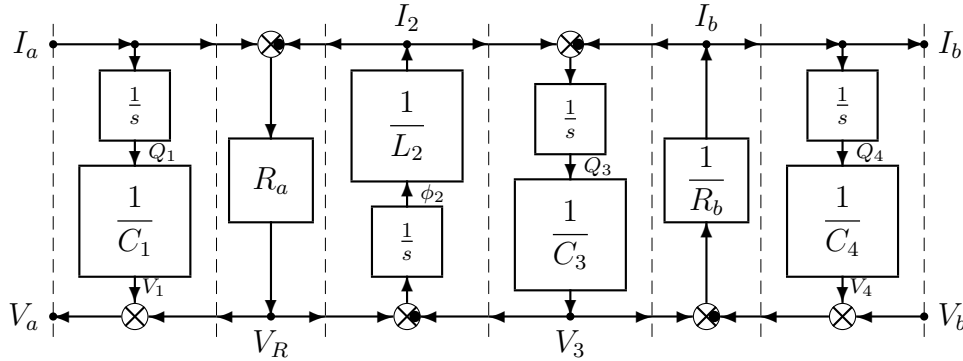 I_a I_2 I_b I_b
1/s 1/L_2 1/s 1/s
Q_1 Q_3 Q_4
R_a 1/R_b
ϕ_2
1/C_1 1/s 1/C_3 1/C_4
V_1 V_4
V_a V_R V_3 V_b